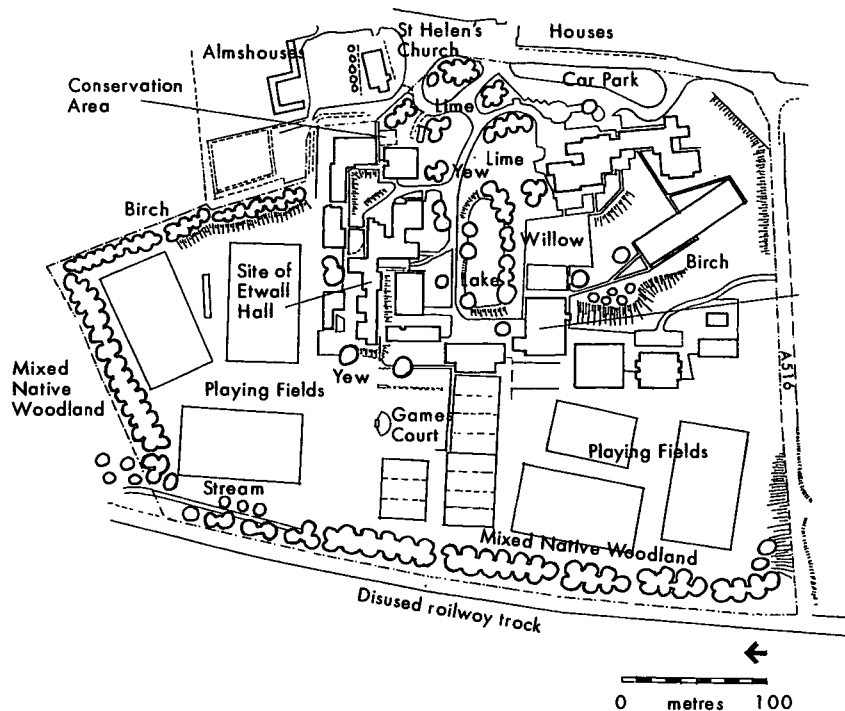 St Helen's
Church
Houses
Almshouses
Conservation
Area
Car Park
Lime
Lime
Yew
Birch
Willow
Site of
Etwall
Hall
Lake
Birch
A516
Mixed
Native
Woodland
Yew
Playing Fields
Games
Court
Playing Fields
Stream
Mixed Native Woodland
Disused railwoy trock
0 metres 100